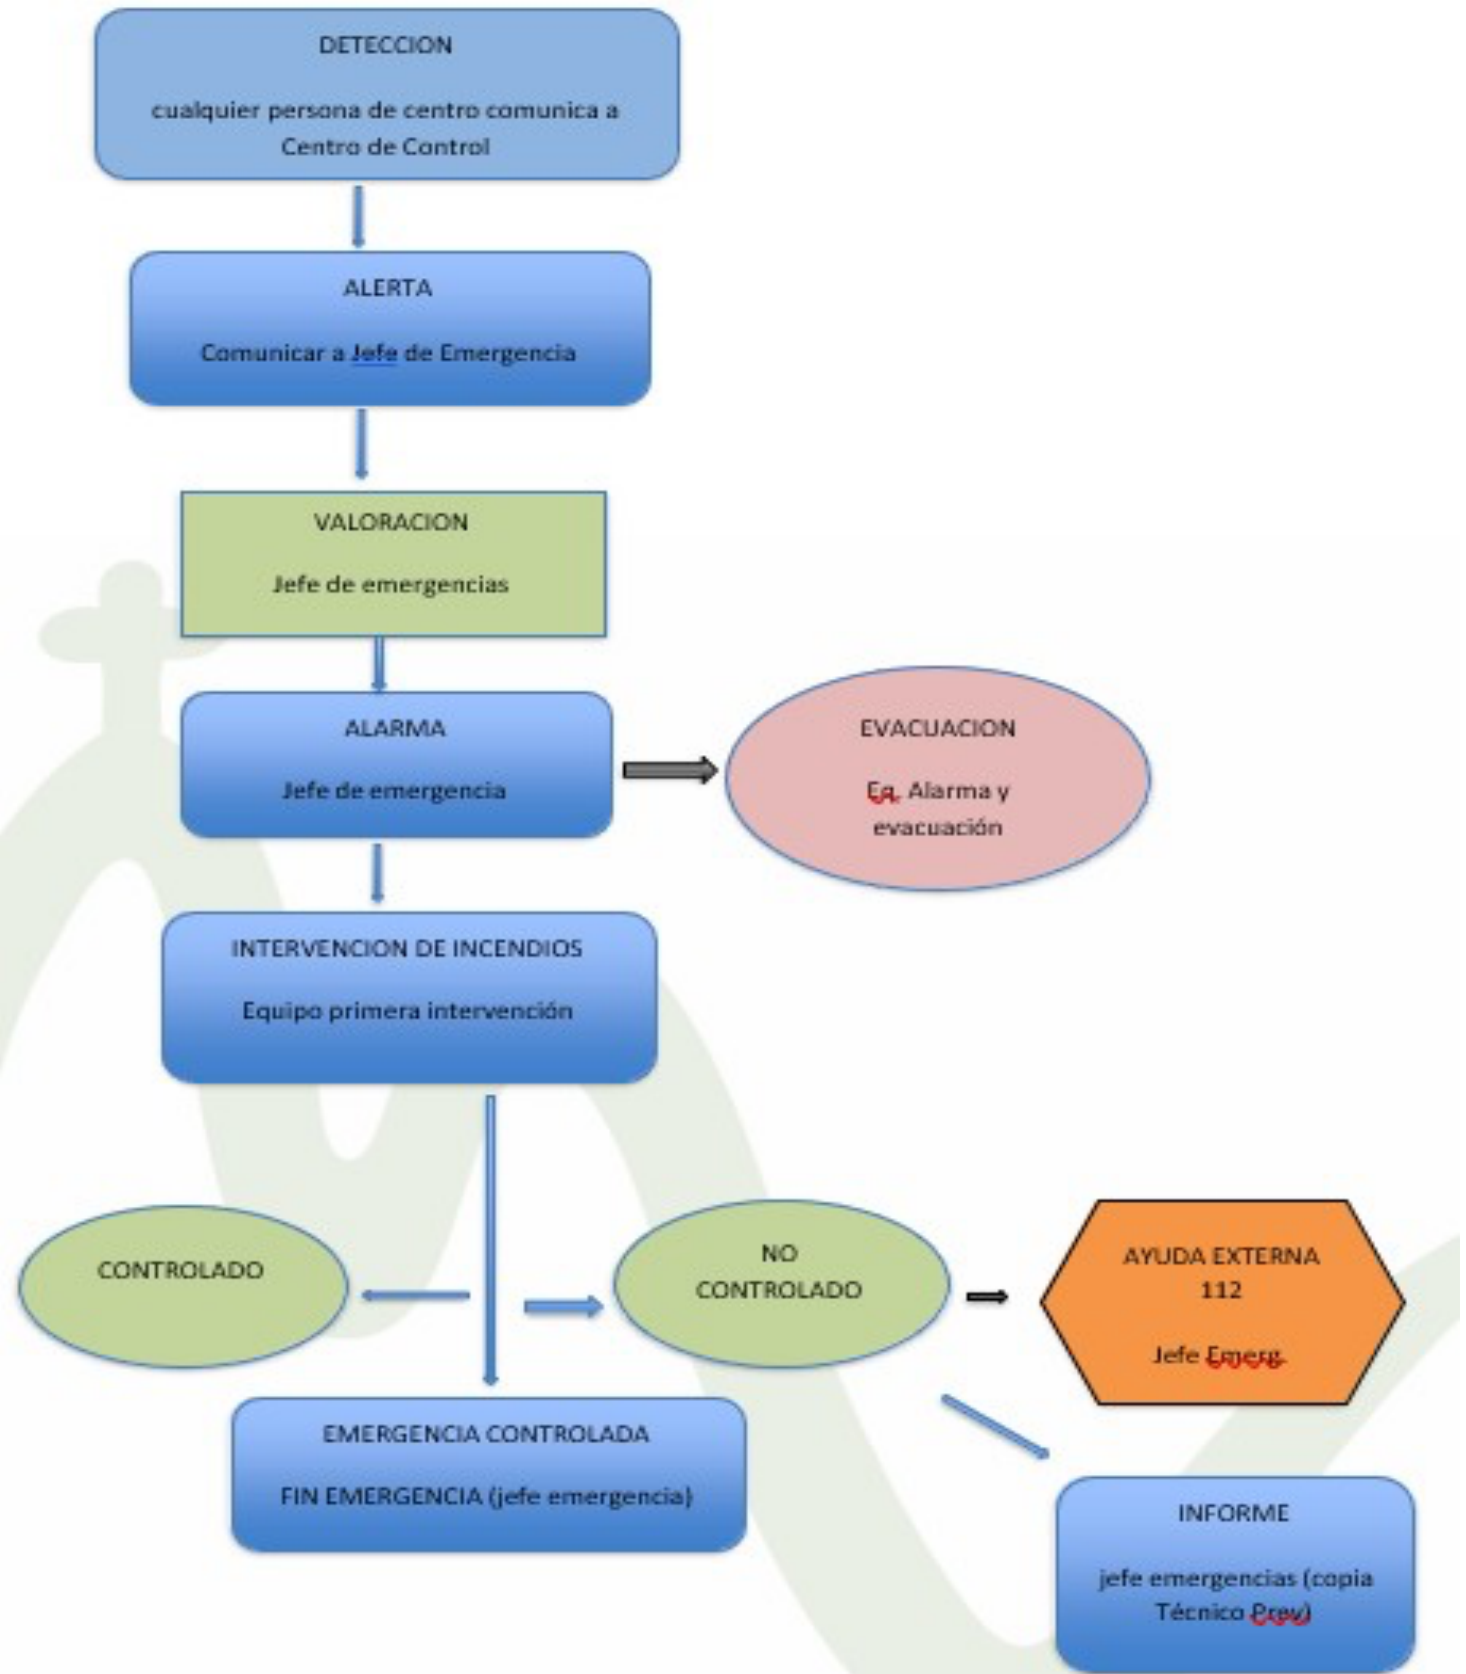 DETECCION
cualquier persona de centro comunica a
Centro de Control
ALERTA
Comunicar a Jefe de Emergencia
VALORACION
Jefe de emergencias
ALARMA
Jefe de emergencia
EVACUACION
Eq. Alarma y
evacuación
INTERVENCION DE INCENDIOS
Equipo primera intervención
CONTROLADO
NO
CONTROLADO
AYUDA EXTERNA
112
Jefe Emerg.
EMERGENCIA CONTROLADA
FIN EMERGENCIA (jefe emergencia)
INFORME
jefe emergencias (copia
Técnico Prev)